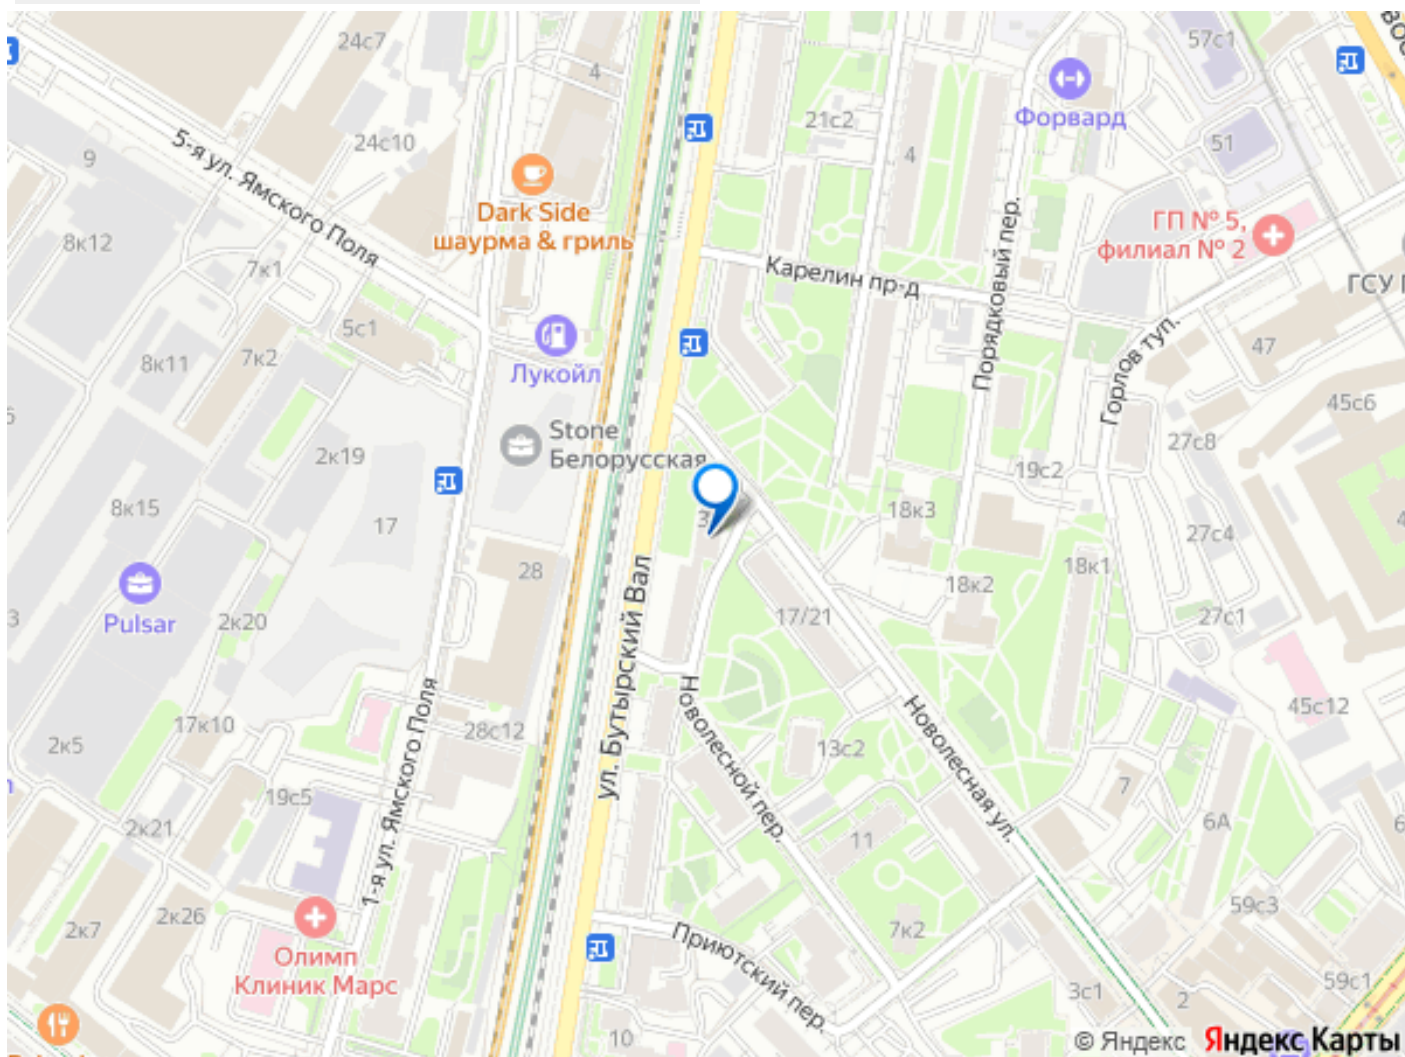 24с7
57с1
4
24с10
21с2
Форвард
51
9
5-я ул. Ямского Поля
4
Dark Side
шаурма & гриль
ГП № 5,
филиал № 2
8к12
7к1
Карелин пр-д
Порядковый пер.
ГСУ
5с1
8к11
7к2
Лукойл
Горлов туп.
47
45с6
Stone
Белорусская
2к19
27с8
19с2
8к15
17
18к3
27с4
28
18к1
18к2
Pulsar
2к20
17/21
27с1
ул. Бутырский Вал
1-я ул. Ямского Поля
Новолесной пер.
Новолесная ул.
45с12
17к10
28с12
2к5
13с2
7
19с5
2к21
11
6А
2к7
2к26
7к2
59с3
Олимп
Клиник Марс
Приютский пер.
59с1
3с1
2
10
© Яндекс Яндекс Карты